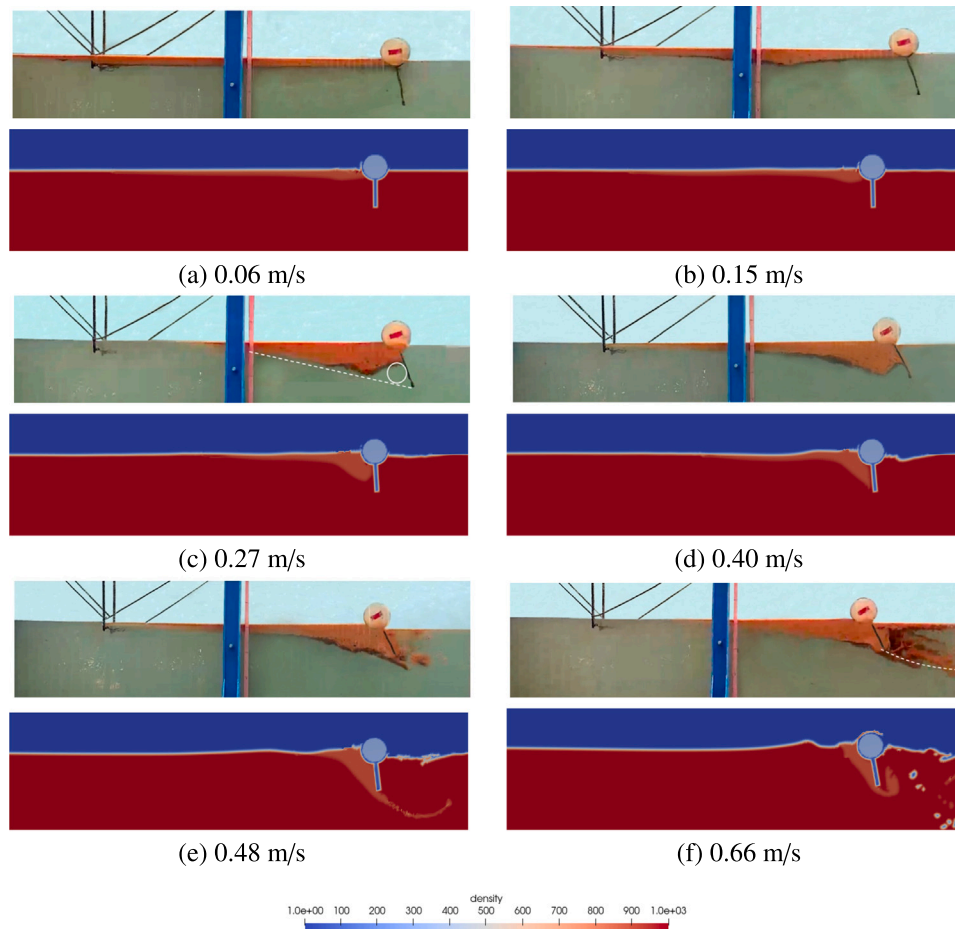 (a) 0.06 m/s
(b) 0.15 m/s
(c) 0.27 m/s
(d) 0.40 m/s
(e) 0.48 m/s
(f) 0.66 m/s
density
1.0e+00 100 200 300 400 500 600 700 800 900 1.0e+03